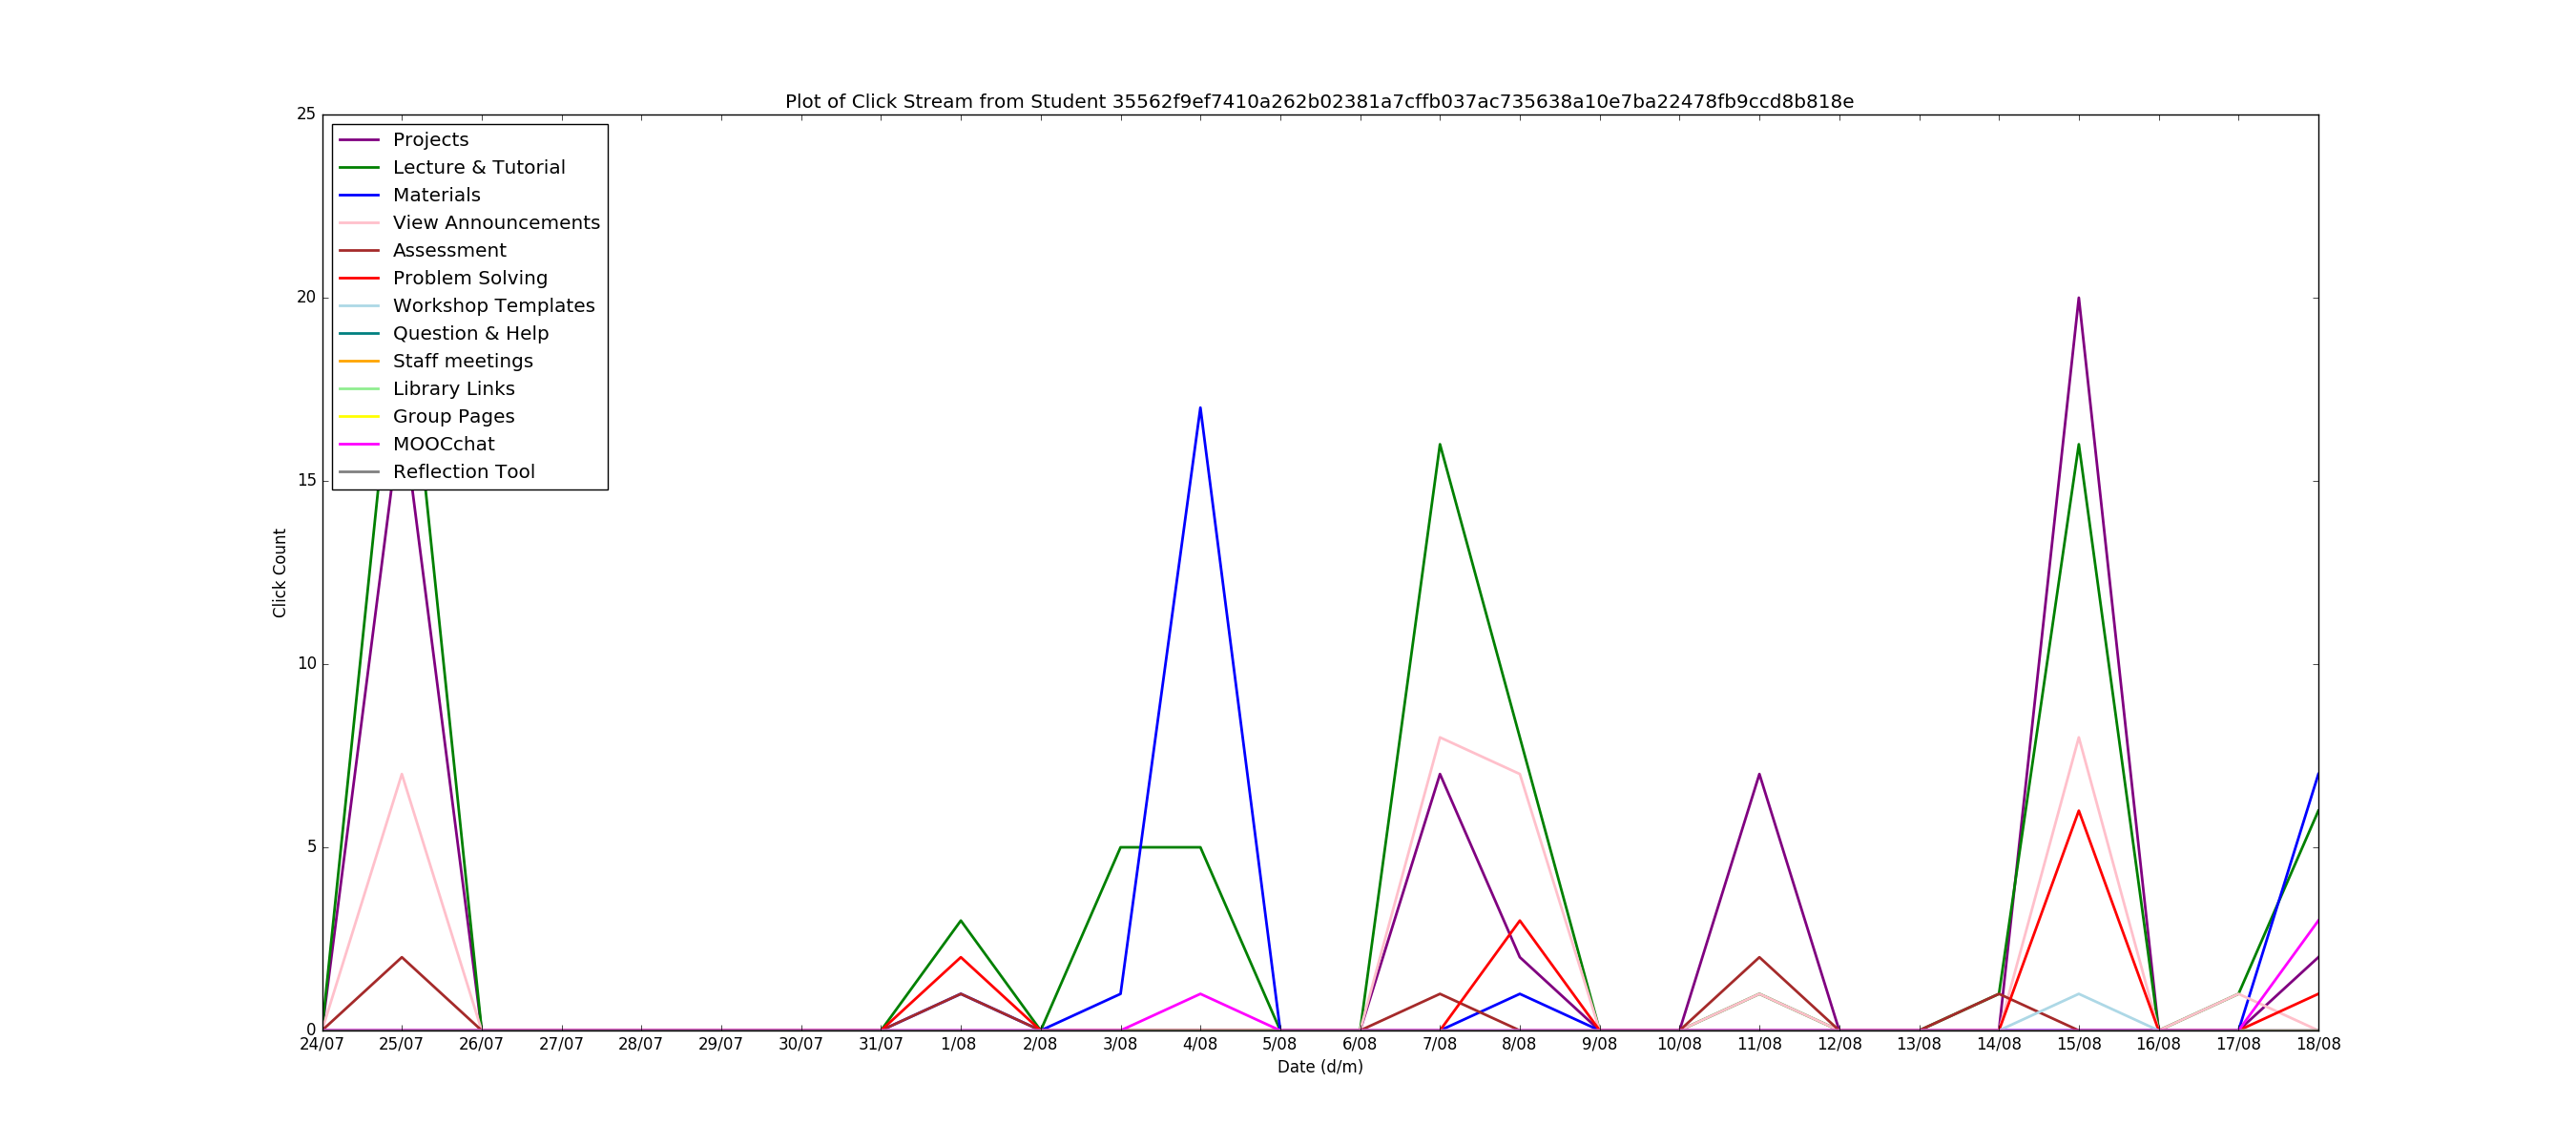 Plot of Click Stream from Student 35562f9ef7410a262b02381a7cffb037ac735638a10e7ba22478fb9ccd8b818e
25
20
15
10
5
0
Click Count
Projects
Lecture & Tutorial
Materials
View Announcements
Assessment
Problem Solving
Workshop Templates
Question & Help
Staff meetings
Library Links
Group Pages
MOOCchat
Reflection Tool
24/07 25/07 26/07 27/07 28/07 29/07 30/07 31/07 1/08 2/08 3/08 4/08 5/08 6/08 7/08 8/08 9/08 10/08 11/08 12/08 13/08 14/08 15/08 16/08 17/08 18/08
Date (d/m)